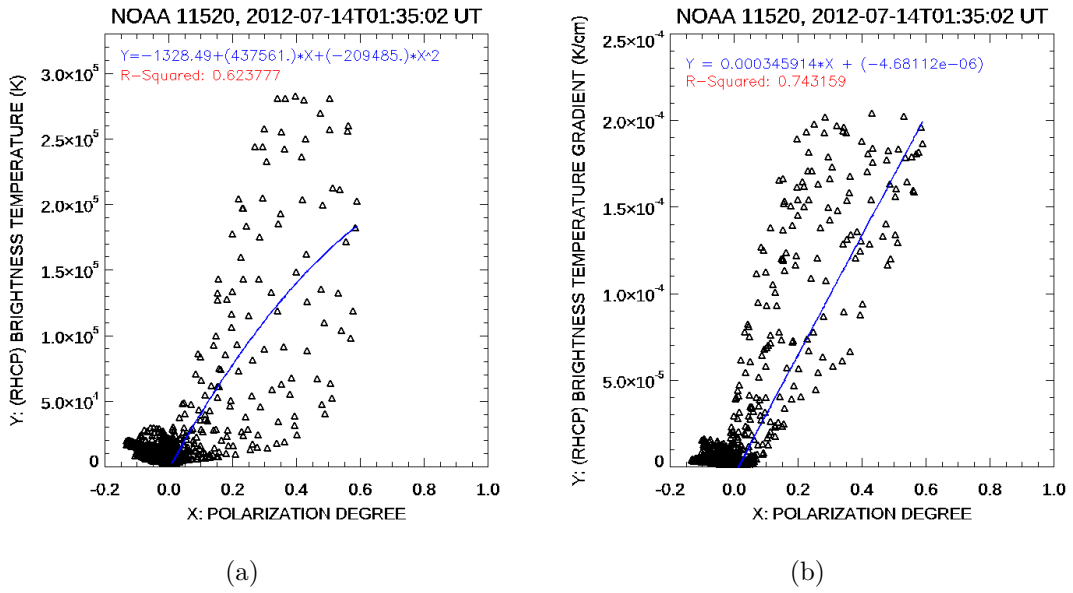 NOAA 11520, 2012-07-14T01:35:02 UT
Y=-1328.49+(437561.)*X+(-209485.)*X^2
R-Squared: 0.623777
Y: (RHCP) BRIGHTNESS TEMPERATURE (K)
3.0×10^5
2.5×10^5
2.0×10^5
1.5×10^5
1.0×10^5
5.0×10^4
0
-0.2 0.0 0.2 0.4 0.6 0.8 1.0
X: POLARIZATION DEGREE
(a)
NOAA 11520, 2012-07-14T01:35:02 UT
Y = 0.000345914*X + (-4.68112e-06)
R-Squared: 0.743159
Y: (RHCP) BRIGHTNESS TEMPERATURE GRADIENT (K/cm)
2.5×10^-4
2.0×10^-4
1.5×10^-4
1.0×10^-4
5.0×10^-5
0
-0.2 0.0 0.2 0.4 0.6 0.8 1.0
X: POLARIZATION DEGREE
(b)